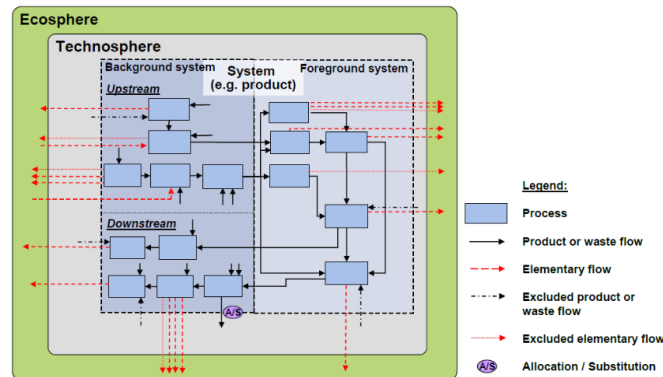 Ecosphere
Technosphere
Background system
System
(e.g. product)
Foreground system
Upstream
Downstream
A/S
Legend:
Process
Product or waste flow
Elementary flow
Excluded product or
waste flow
Excluded elementary flow
A/S
Allocation / Substitution